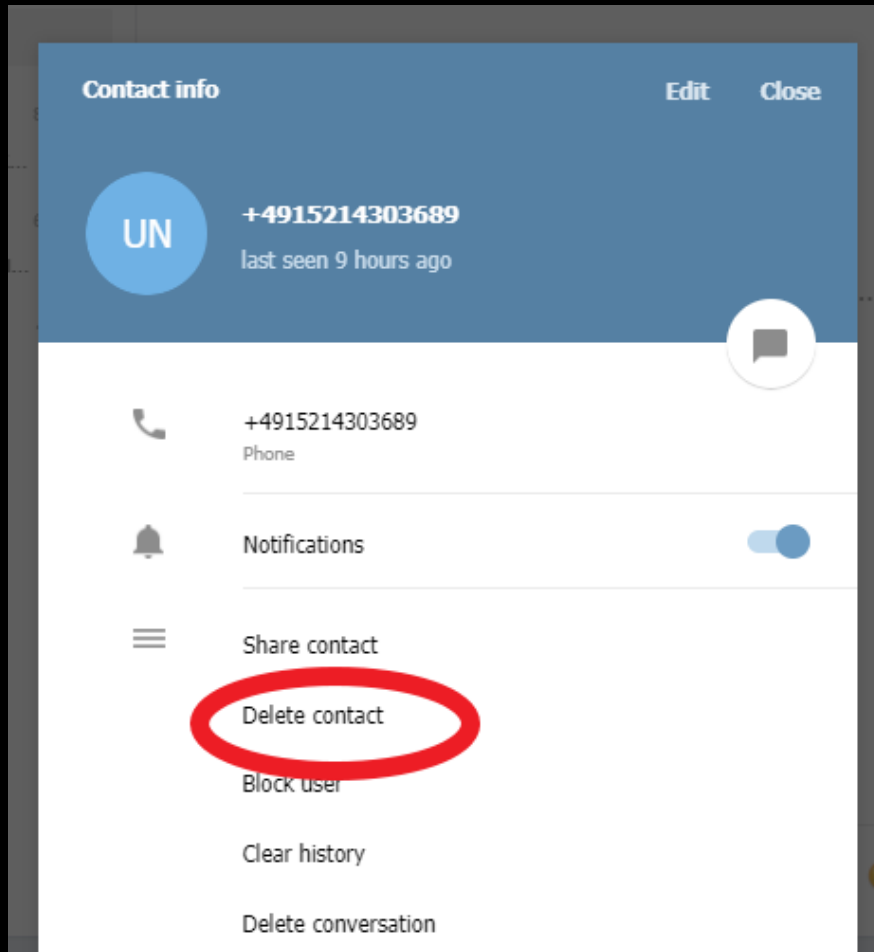 Contact info
Edit
Close
UN
+4915214303689
last seen 9 hours ago
+4915214303689
Phone
Notifications
Share contact
Delete contact
Block user
Clear history
Delete conversation